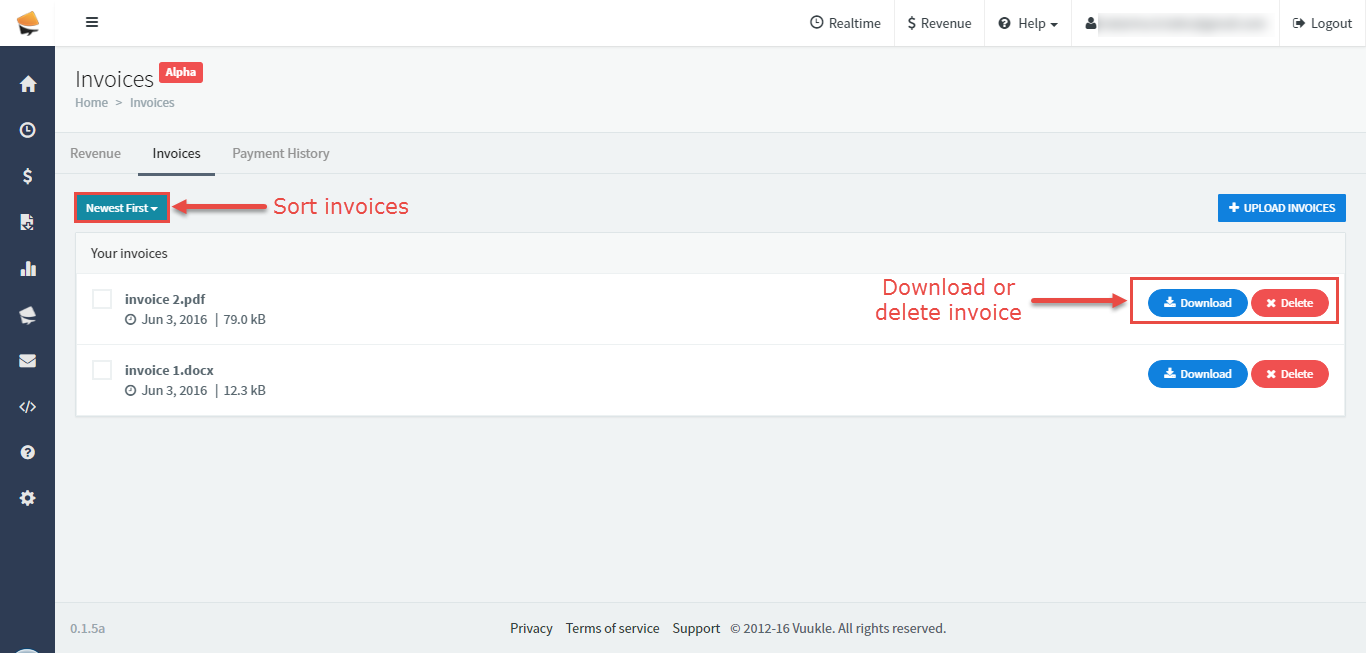 Realtime
$ Revenue
Help
Logout
Invoices Alpha
Home > Invoices
Revenue
Invoices
Payment History
Newest First
Sort invoices
UPLOAD INVOICES
Your invoices
invoice 2.pdf
Jun 3, 2016 | 79.0 kB
Download or
delete invoice
Download
Delete
invoice 1.docx
Jun 3, 2016 | 12.3 kB
Download
Delete
0.1.5a
Privacy Terms of service Support © 2012-16 Vuukle. All rights reserved.